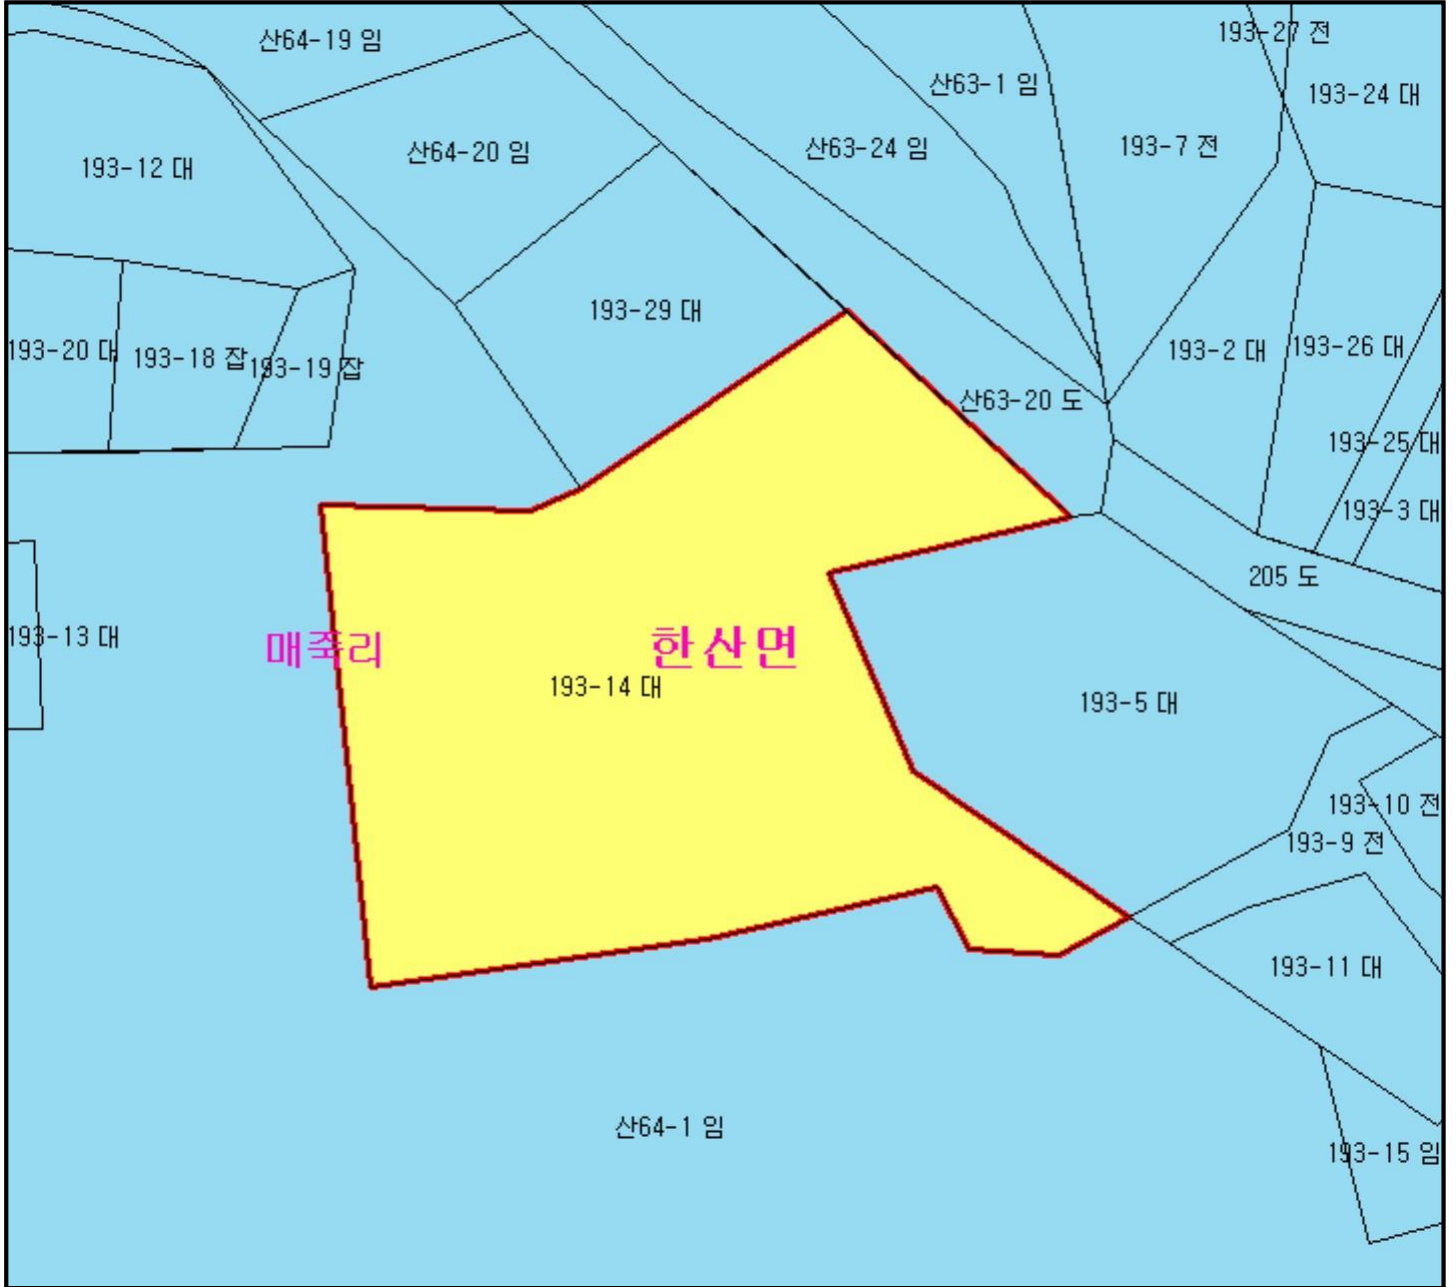 193-27 전
산64-19 임
산63-1 임
193-24 대
산64-20 임
산63-24 임
193-7 전
193-12 대
193-29 대
193-20 대
193-18 잡
193-19 잡
193-2 대
193-26 대
산63-20 도
193-25 대
193-3 대
205 도
193-13 대
매죽리
한산면
193-14 대
193-5 대
193-10 전
193-9 전
193-11 대
산64-1 임
193-15 임